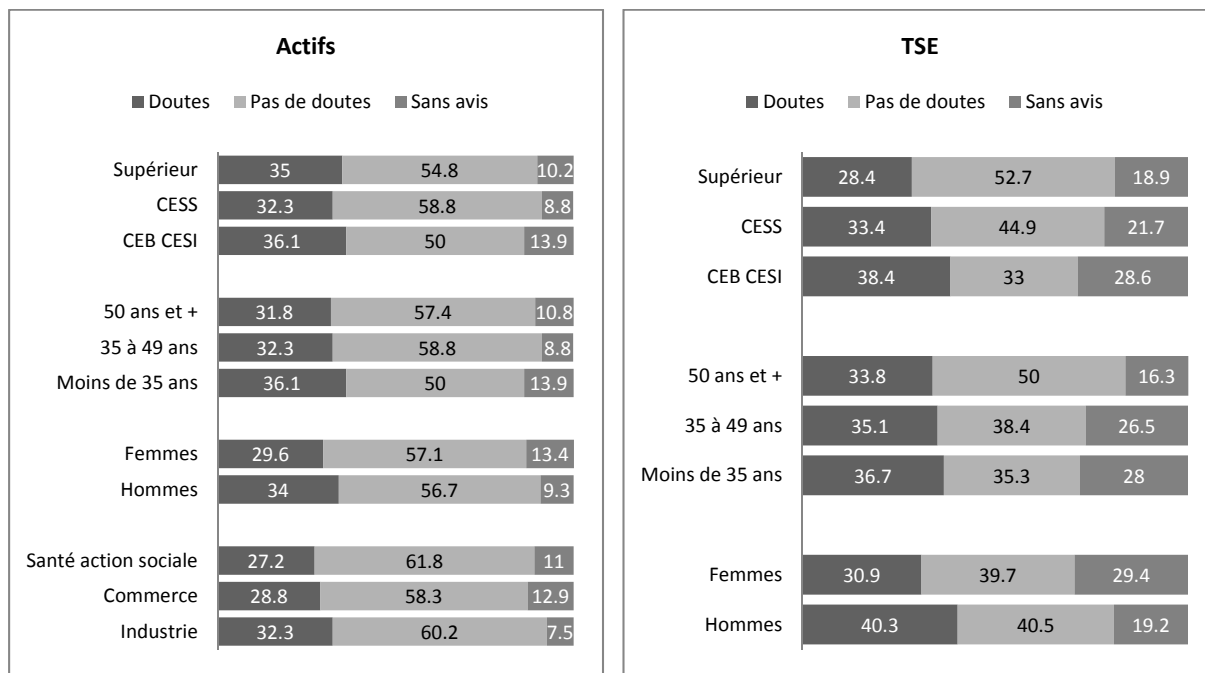 Actifs
Doutes Pas de doutes Sans avis
Supérieur 35 54.8 10.2
CESS 32.3 58.8 8.8
CEB CESI 36.1 50 13.9
50 ans et + 31.8 57.4 10.8
35 à 49 ans 32.3 58.8 8.8
Moins de 35 ans 36.1 50 13.9
Femmes 29.6 57.1 13.4
Hommes 34 56.7 9.3
Santé action sociale 27.2 61.8 11
Commerce 28.8 58.3 12.9
Industrie 32.3 60.2 7.5
TSE
Doutes Pas de doutes Sans avis
Supérieur 28.4 52.7 18.9
CESS 33.4 44.9 21.7
CEB CESI 38.4 33 28.6
50 ans et + 33.8 50 16.3
35 à 49 ans 35.1 38.4 26.5
Moins de 35 ans 36.7 35.3 28
Femmes 30.9 39.7 29.4
Hommes 40.3 40.5 19.2